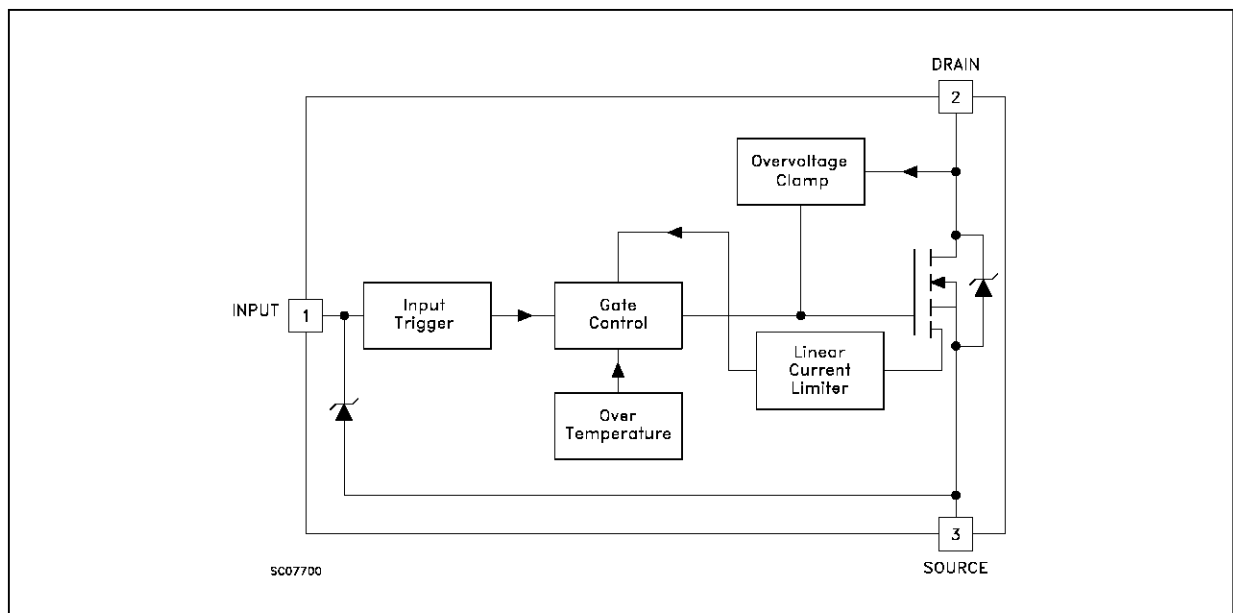 DRAIN
2
Overvoltage
Clamp
INPUT
1
Input
Trigger
Gate
Control
Linear
Current
Limiter
Over
Temperature
3
SOURCE
SC07700